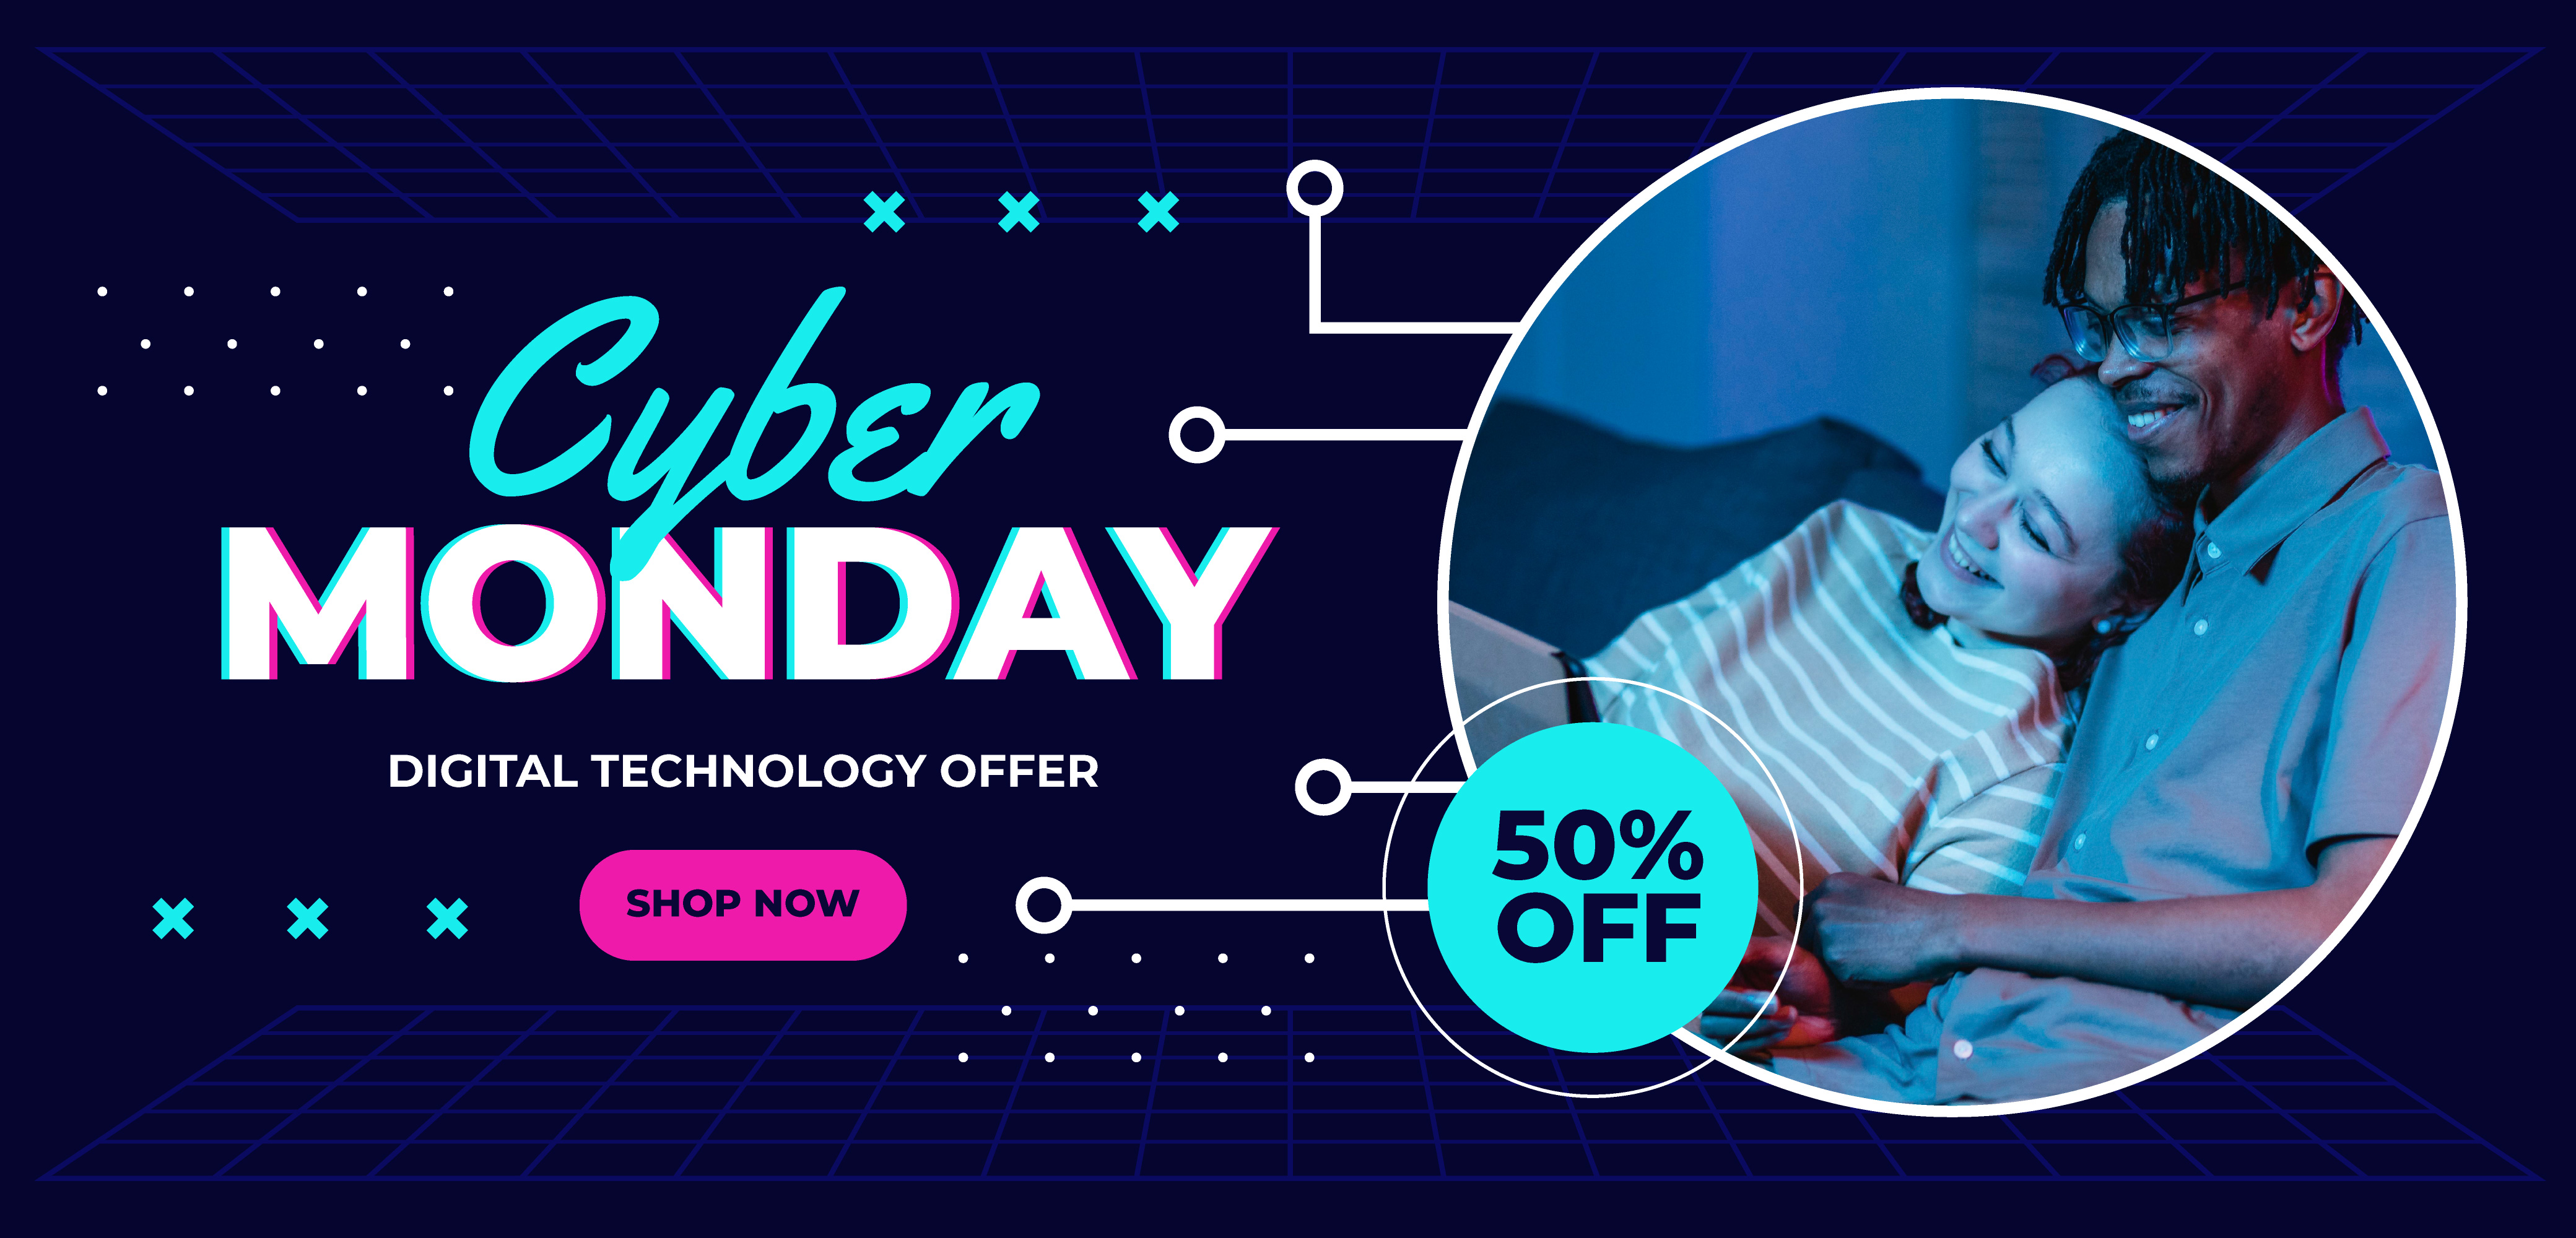 Cyber
MONDAY
DIGITAL TECHNOLOGY OFFER
SHOP NOW
50%
OFF